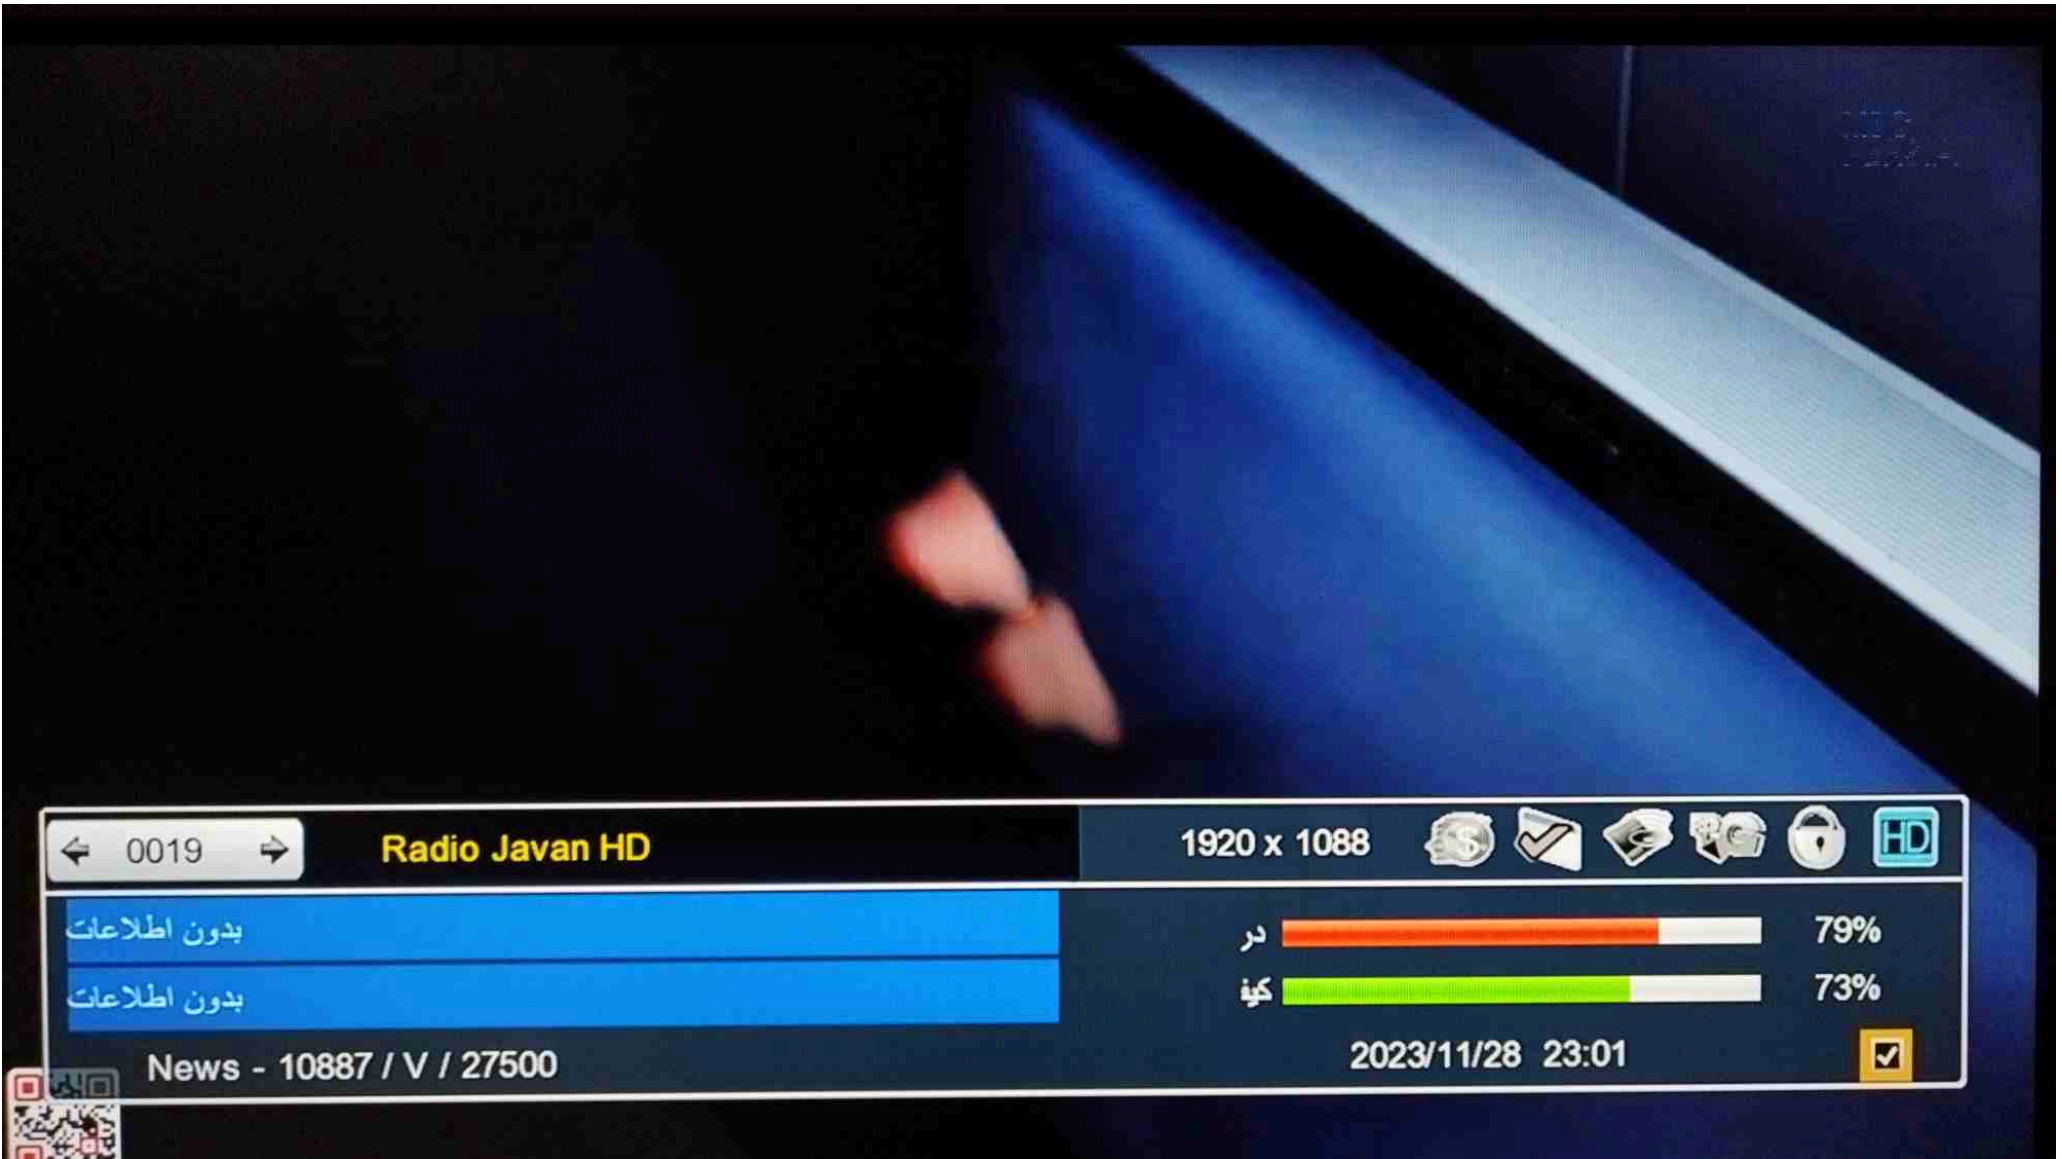 0019
Radio Javan HD
1920 x 1088
HD
بدون اطلاعات
در
79%
بدون اطلاعات
کیف
73%
News - 10887 / V / 27500
2023/11/28 23:01